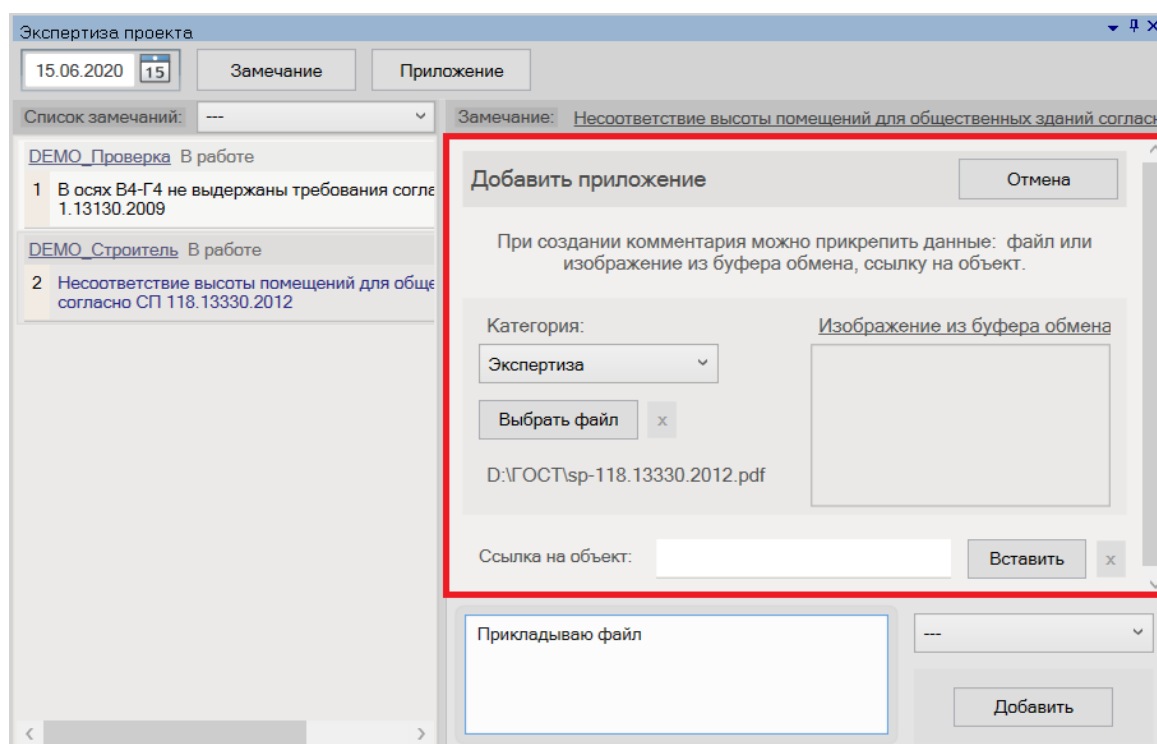 Экспертиза проекта
15.06.2020 15 Замечание Приложение
Список замечаний: ---
DEMO_Проверка В работе
1 В осях В4-Г4 не выдержаны требования согла
1.13130.2009
DEMO_Строитель В работе
2 Несоответствие высоты помещений для обще
согласно СП 118.13330.2012
Замечание: Несоответствие высоты помещений для общественных зданий согласн
Добавить приложение Отмена
При создании комментария можно прикрепить данные: файл или
изображение из буфера обмена, ссылку на объект.
Категория: Изображение из буфера обмена
Экспертиза
Выбрать файл x
D:\ГОСТ\sp-118.13330.2012.pdf
Ссылка на объект: Вставить x
Прикладываю файл
---
Добавить